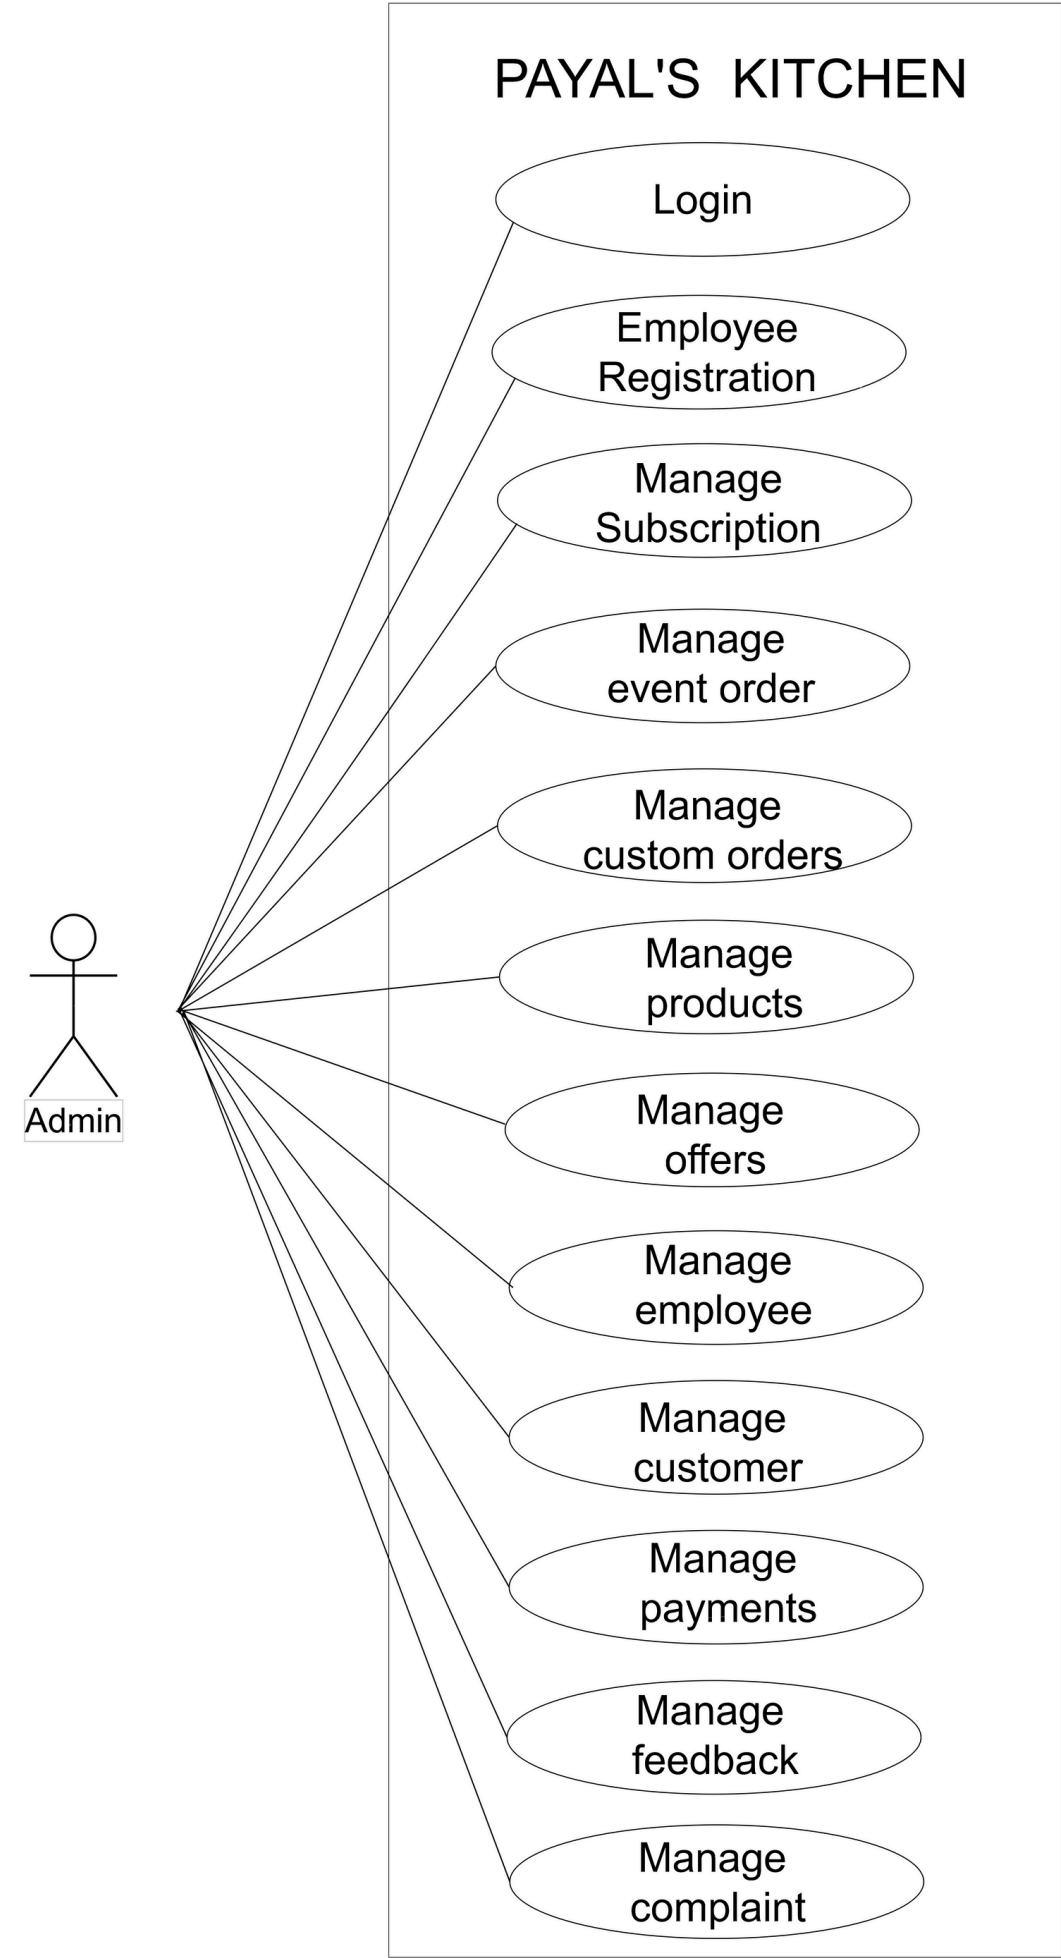 PAYAL'S KITCHEN
Login
Employee
Registration
Manage
Subscription
Manage
event order
Manage
custom orders
Manage
products
Manage
offers
Manage
employee
Manage
customer
Manage
payments
Manage
feedback
Manage
complaint
Admin